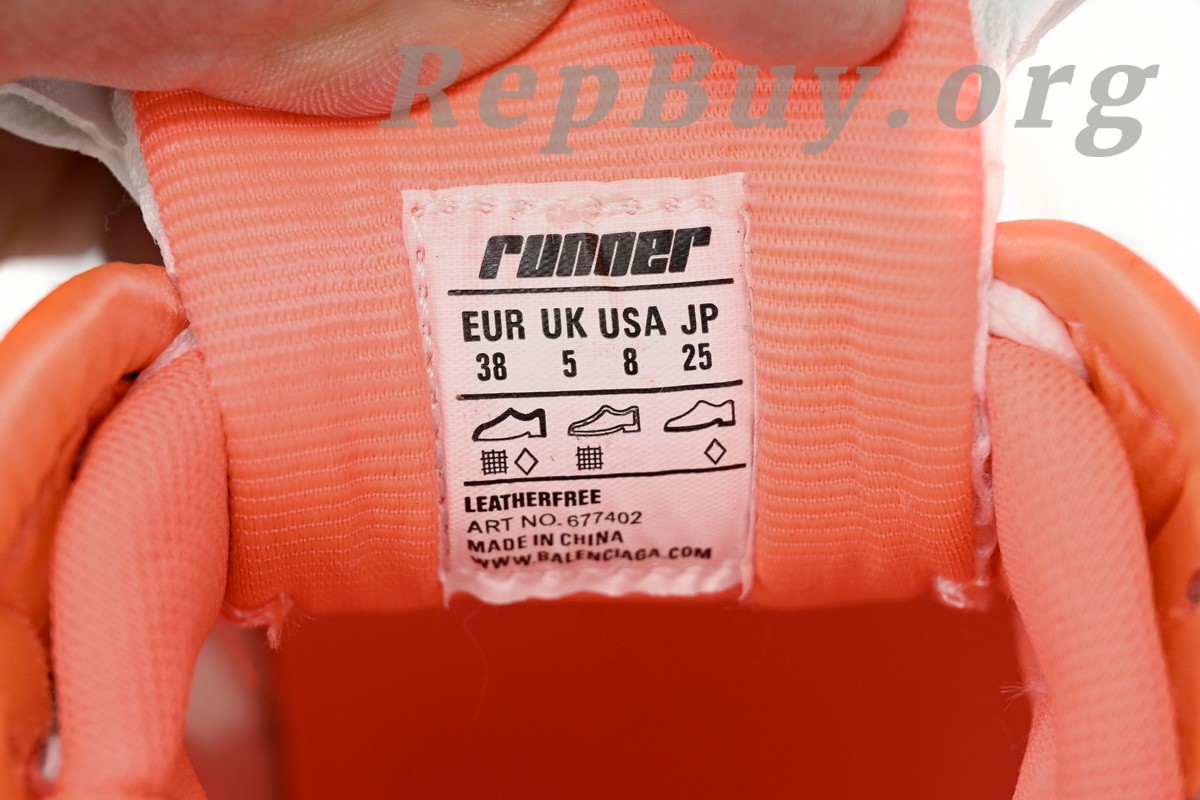 RepBuy.org
runner
EUR UK USA JP
38 5 8 25
LEATHERFREE
ART NO. 677402
MADE IN CHINA
WWW.BALENCIAGA.COM